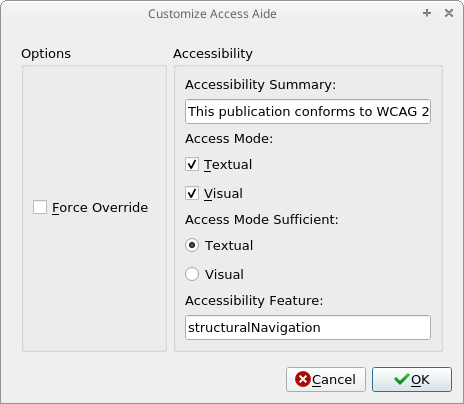 Customize Access Aide
Options
Accessibility
Accessibility Summary:
This publication conforms to WCAG 2
Access Mode:
Textual
Visual
Force Override
Access Mode Sufficient:
Textual
Visual
Accessibility Feature:
structuralNavigation
Cancel
OK